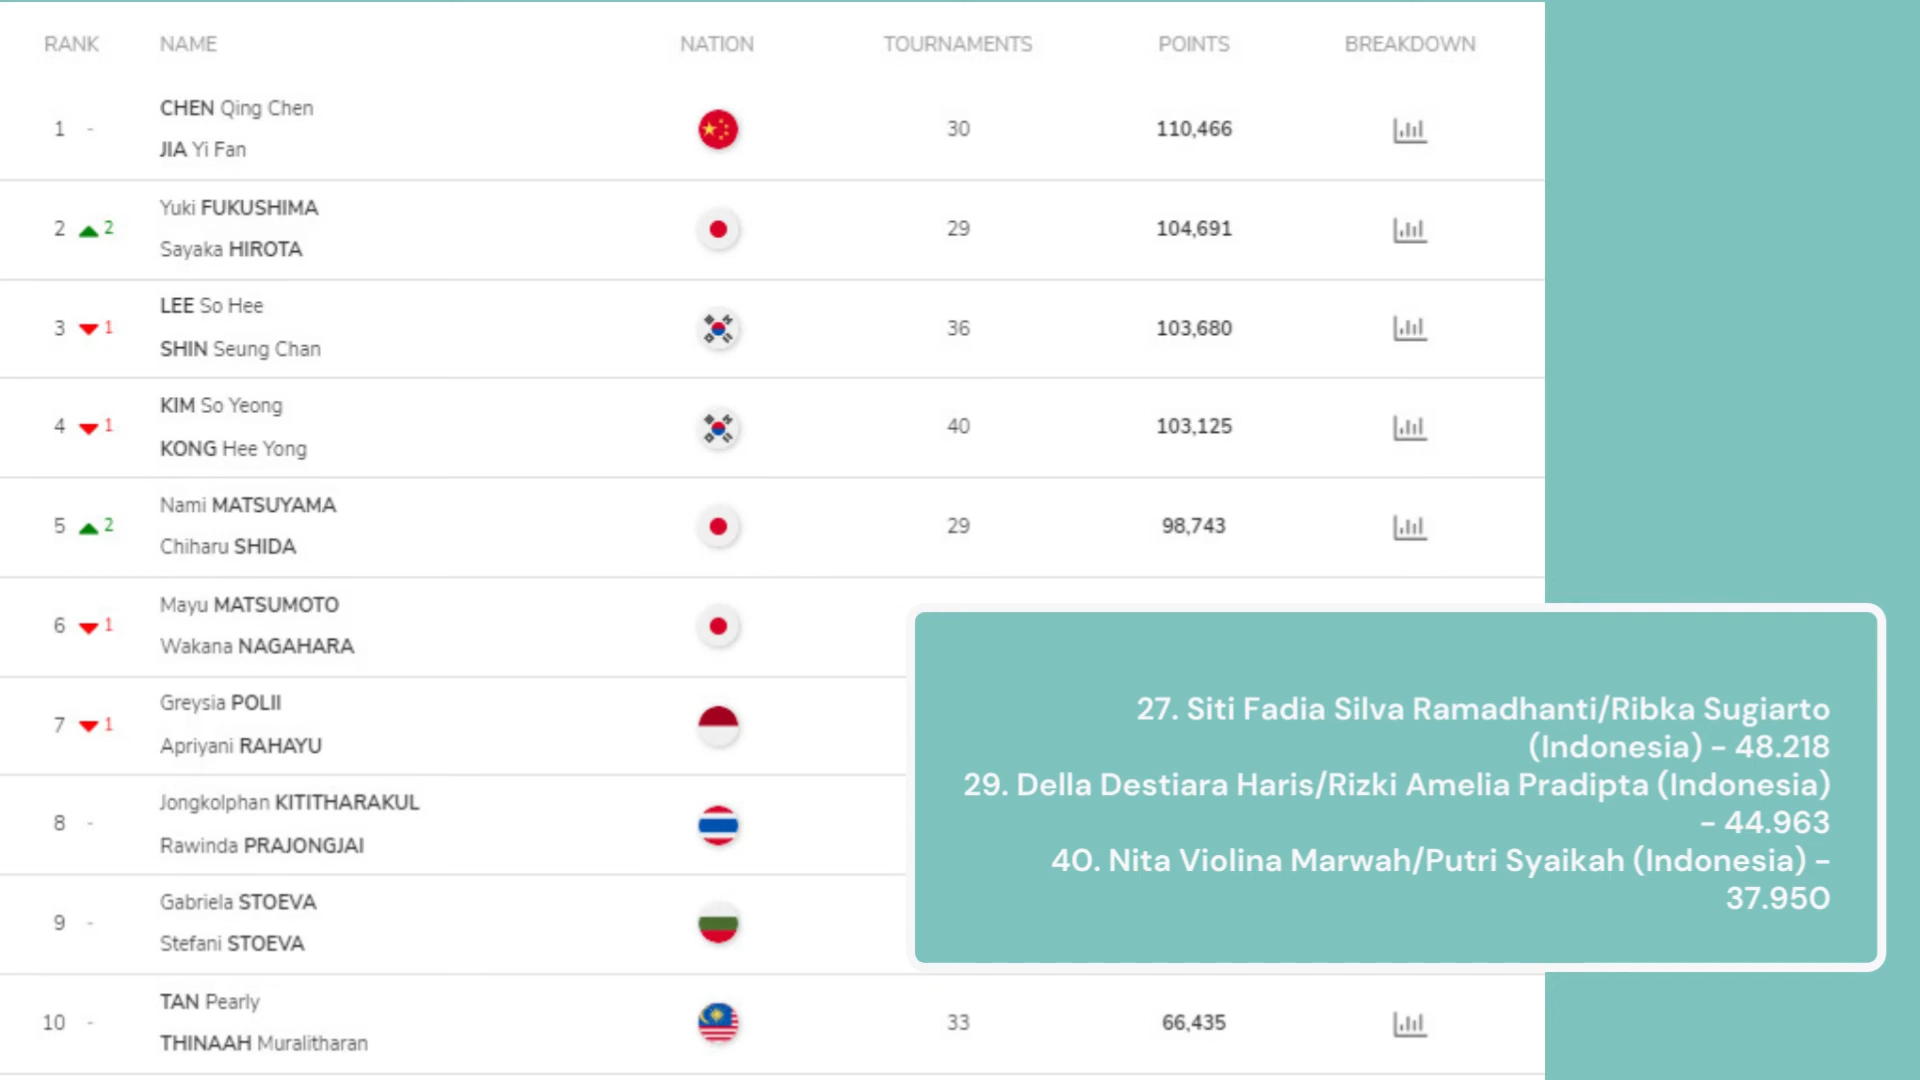 RANK NAME NATION TOURNAMENTS POINTS BREAKDOWN
CHEN Qing Chen
1 - 30 110,466
JIA Yi Fan
Yuki FUKUSHIMA
2 2 29 104,691
Sayaka HIROTA
LEE So Hee
3 1 36 103,680
SHIN Seung Chan
KIM So Yeong
4 1 40 103,125
KONG Hee Yong
Nami MATSUYAMA
5 2 29 98,743
Chiharu SHIDA
Mayu MATSUMOTO
6 1
Wakana NAGAHARA
Greysia POLII
7 1
Apriyani RAHAYU
Jongkolphan KITITHARAKUL
8 -
Rawinda PRAJONGJAI
Gabriela STOEVA
9 -
Stefani STOEVA
TAN Pearly
10 - 33 66,435
THINAAH Muralitharan
27. Siti Fadia Silva Ramadhanti/Ribka Sugiarto
(Indonesia) - 48.218
29. Della Destiara Haris/Rizki Amelia Pradipta (Indonesia)
- 44.963
40. Nita Violina Marwah/Putri Syaikah (Indonesia) -
37.950